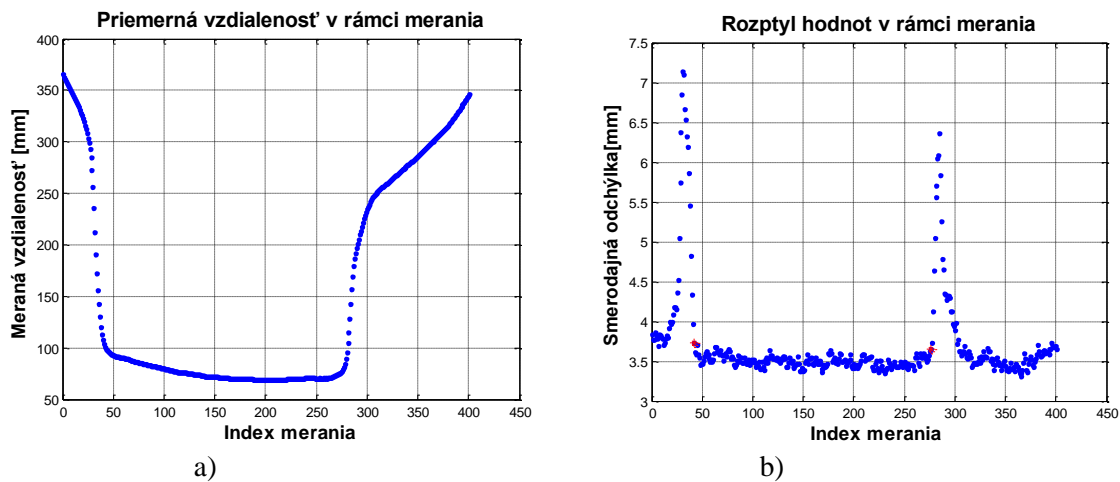 Priemerná vzdialenosť v rámci merania
Meraná vzdialenosť [mm]
400
350
300
250
200
150
100
50
0 50 100 150 200 250 300 350 400 450
Index merania
a)
Rozptyl hodnot v rámci merania
Smerodajná odchýlka[mm]
7.5
7
6.5
6
5.5
5
4.5
4
3.5
3
0 50 100 150 200 250 300 350 400 450
Index merania
b)